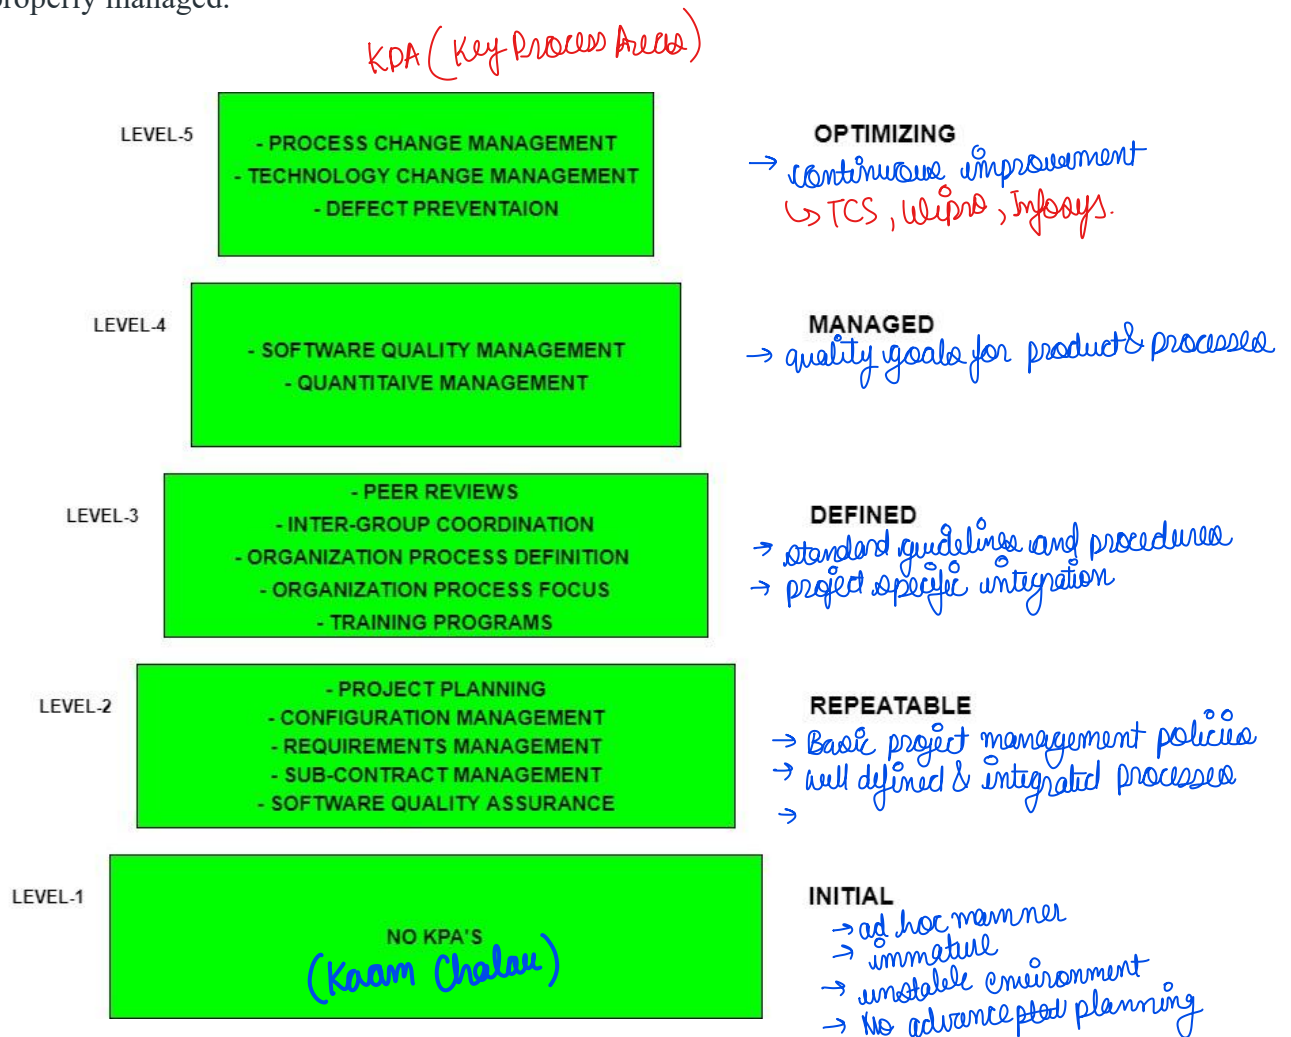 properly managed.
KPA (Key Process Areas)
LEVEL-5
- PROCESS CHANGE MANAGEMENT
- TECHNOLOGY CHANGE MANAGEMENT
- DEFECT PREVENTAION
OPTIMIZING
→ continuous improvement
↳ TCS, Wipro, Infosys.
LEVEL-4
- SOFTWARE QUALITY MANAGEMENT
- QUANTITAIVE MANAGEMENT
MANAGED
→ quality goals for product & processes
LEVEL-3
- PEER REVIEWS
- INTER-GROUP COORDINATION
- ORGANIZATION PROCESS DEFINITION
- ORGANIZATION PROCESS FOCUS
- TRAINING PROGRAMS
DEFINED
→ standard guidelines and procedures
→ project specific integration
LEVEL-2
- PROJECT PLANNING
- CONFIGURATION MANAGEMENT
- REQUIREMENTS MANAGEMENT
- SUB-CONTRACT MANAGEMENT
- SOFTWARE QUALITY ASSURANCE
REPEATABLE
→ Basic project management policies
→ well defined & integrated processes
→
LEVEL-1
NO KPA'S
(Kaam Chalau)
INITIAL
→ ad hoc manner
→ immature
→ unstable environment
→ No advance planning